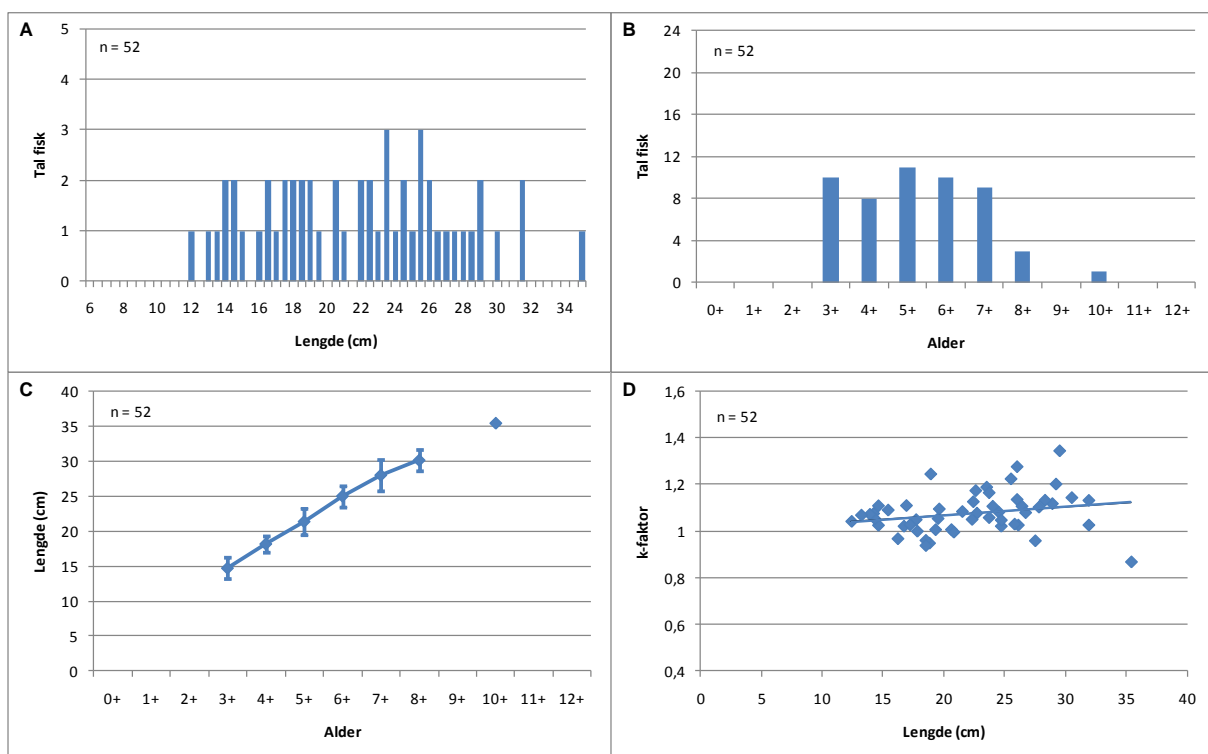 A
n = 52
5
4
3
2
1
0
Tal fisk
6 8 10 12 14 16 18 20 22 24 26 28 30 32 34
Lengde (cm)
B
n = 52
24
20
16
12
8
4
0
Tal fisk
0+ 1+ 2+ 3+ 4+ 5+ 6+ 7+ 8+ 9+ 10+ 11+ 12+
Alder
C
n = 52
40
35
30
25
20
15
10
5
0
Lengde (cm)
0+ 1+ 2+ 3+ 4+ 5+ 6+ 7+ 8+ 9+ 10+ 11+ 12+
Alder
D
n = 52
1,6
1,4
1,2
1
0,8
0,6
0,4
k-faktor
0 5 10 15 20 25 30 35 40
Lengde (cm)